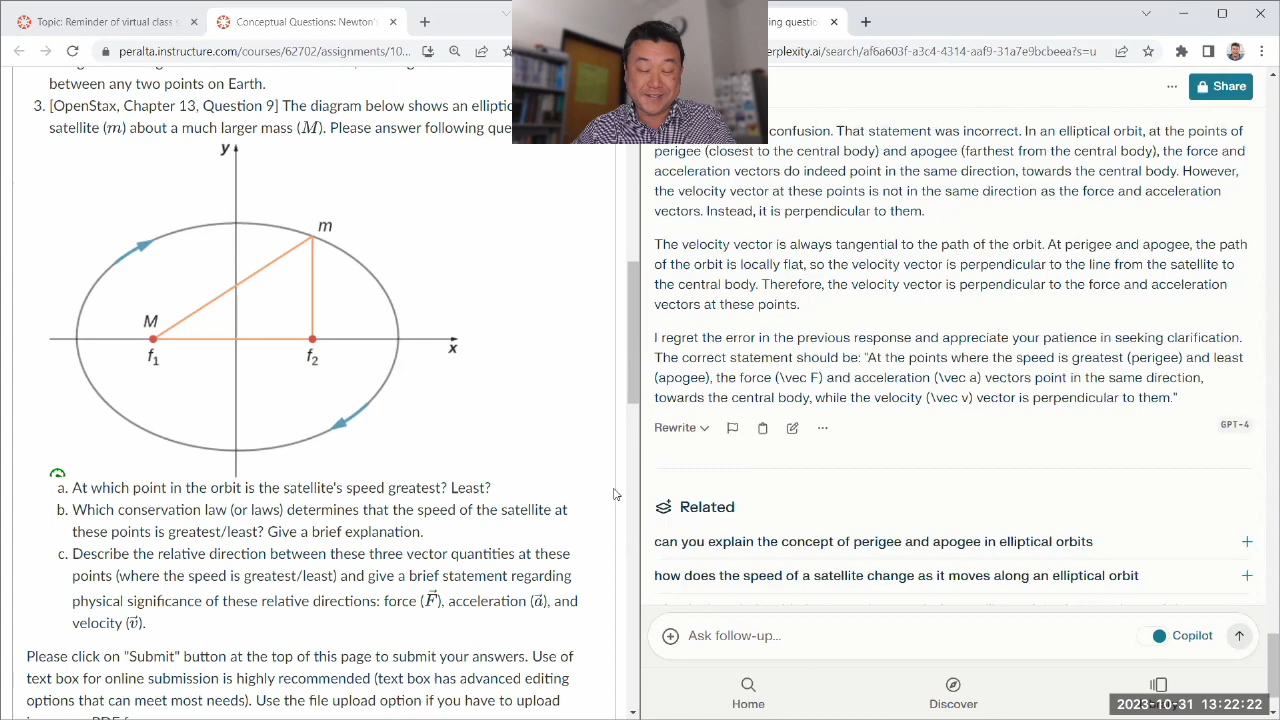 Topic: Reminder of virtual class s
Conceptual Questions: Newton's
ing question
peralta.instructure.com/courses/62702/assignments/10...
erplexity.ai/search/af6a603f-a3c4-4314-aaf9-31a7e9bcbeea?s=u
between any two points on Earth.
3. [OpenStax, Chapter 13, Question 9] The diagram below shows an elliptic
satellite (m) about a much larger mass (M). Please answer following que
y
m
M
f1
f2
x
a. At which point in the orbit is the satellite's speed greatest? Least?
b. Which conservation law (or laws) determines that the speed of the satellite at
these points is greatest/least? Give a brief explanation.
c. Describe the relative direction between these three vector quantities at these
points (where the speed is greatest/least) and give a brief statement regarding
physical significance of these relative directions: force (F⃗), acceleration (a⃗), and
velocity (v⃗).
Please click on "Submit" button at the top of this page to submit your answers. Use of
text box for online submission is highly recommended (text box has advanced editing
options that can meet most needs). Use the file upload option if you have to upload
Share
confusion. That statement was incorrect. In an elliptical orbit, at the points of
perigee (closest to the central body) and apogee (farthest from the central body), the force and
acceleration vectors do indeed point in the same direction, towards the central body. However,
the velocity vector at these points is not in the same direction as the force and acceleration
vectors. Instead, it is perpendicular to them.
The velocity vector is always tangential to the path of the orbit. At perigee and apogee, the path
of the orbit is locally flat, so the velocity vector is perpendicular to the line from the satellite to
the central body. Therefore, the velocity vector is perpendicular to the force and acceleration
vectors at these points.
I regret the error in the previous response and appreciate your patience in seeking clarification.
The correct statement should be: "At the points where the speed is greatest (perigee) and least
(apogee), the force (\vec F) and acceleration (\vec a) vectors point in the same direction,
towards the central body, while the velocity (\vec v) vector is perpendicular to them."
Rewrite
GPT-4
Related
can you explain the concept of perigee and apogee in elliptical orbits
how does the speed of a satellite change as it moves along an elliptical orbit
Ask follow-up...
Copilot
Home
Discover
2023-10-31 13:22:22